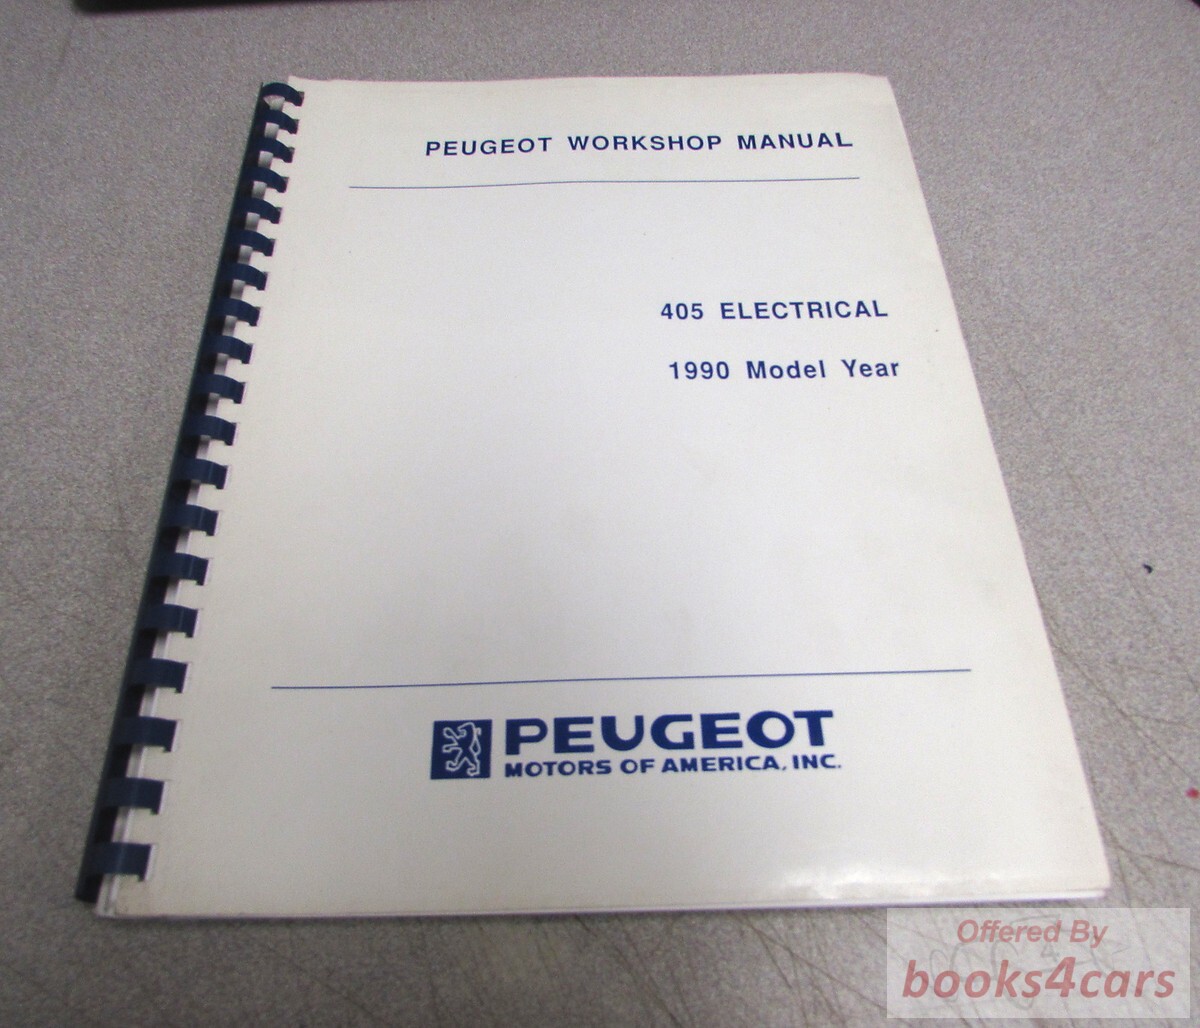 PEUGEOT WORKSHOP MANUAL
405 ELECTRICAL
1990 Model Year
PEUGEOT
MOTORS OF AMERICA, INC.
Offered By
books4cars